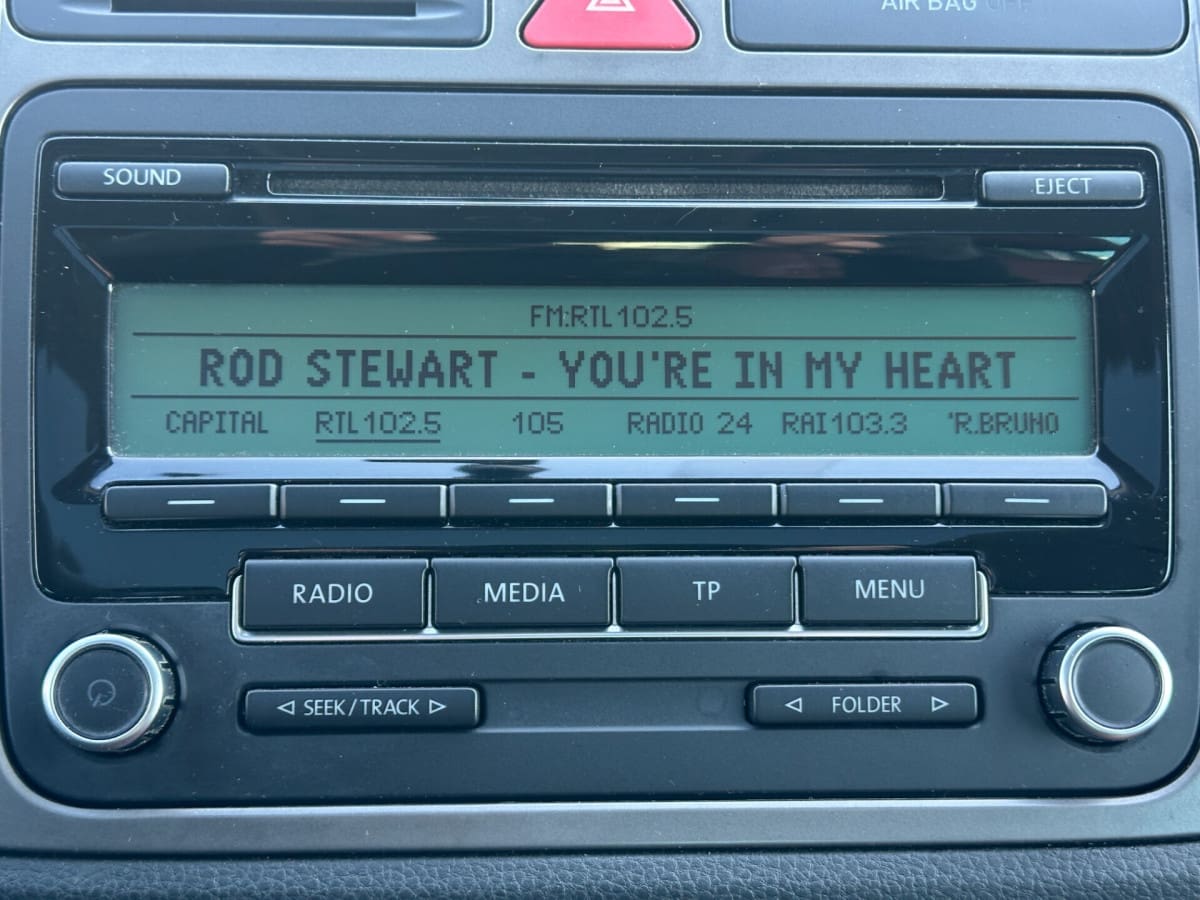 AIR BAG OFF
SOUND
EJECT
FM:RTL102.5
ROD STEWART - YOU'RE IN MY HEART
CAPITAL RTL102.5 105 RADIO 24 RAI103.3 *R.BRUNO
RADIO MEDIA TP MENU
SEEK/TRACK FOLDER